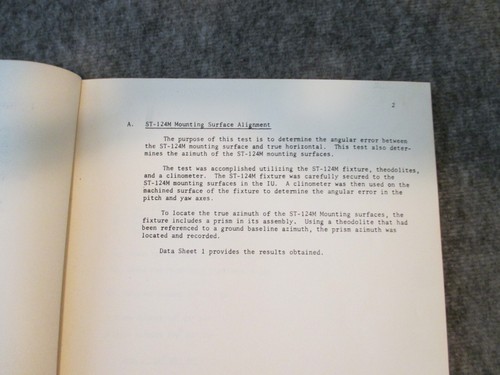 2
A. ST-124M Mounting Surface Alignment
The purpose of this test is to determine the angular error between
the ST-124M mounting surface and true horizontal. This test also deter-
mines the azimuth of the ST-124M mounting surfaces.
The test was accomplished utilizing the ST-124M fixture, theodolites,
and a clinometer. The ST-124M fixture was carefully secured to the
ST-124M mounting surfaces in the IU. A clinometer was then used on the
machined surface of the fixture to determine the angular error in the
pitch and yaw axes.
To locate the true azimuth of the ST-124M Mounting surfaces, the
fixture includes a prism in its assembly. Using a theodolite that had
been referenced to a ground baseline azimuth, the prism azimuth was
located and recorded.
Data Sheet 1 provides the results obtained.